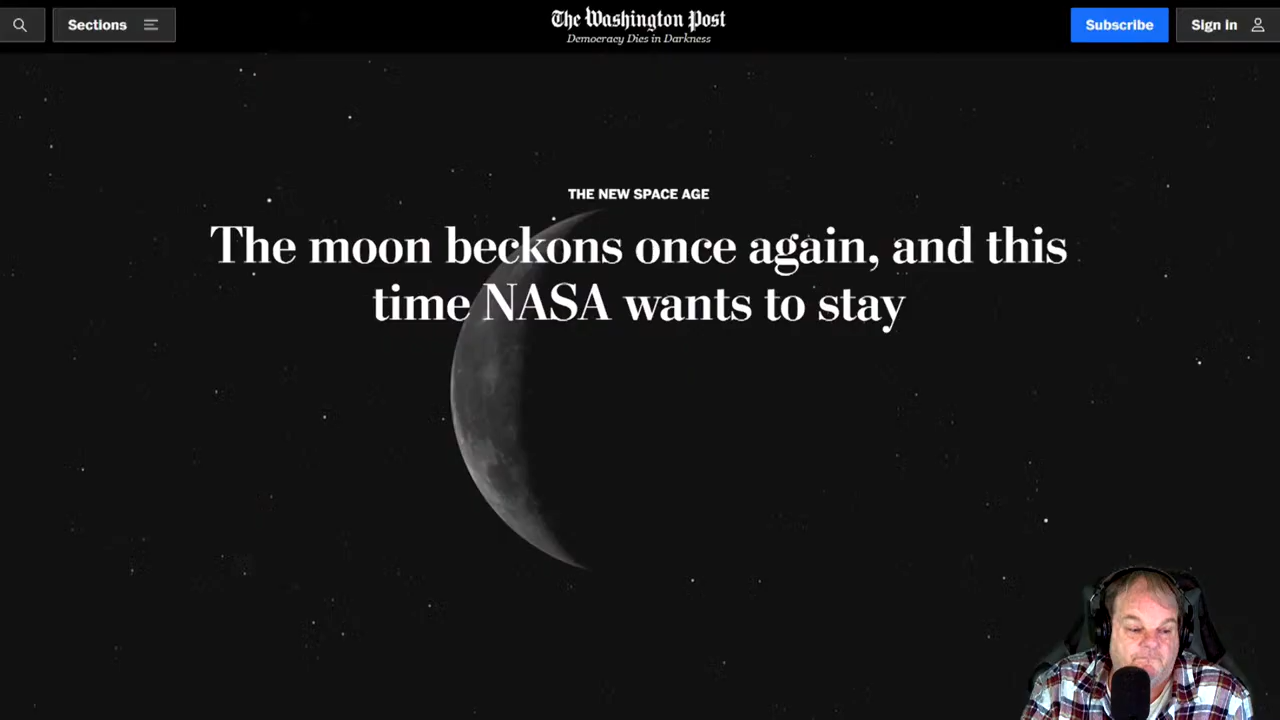 Sections
The Washington Post
Democracy Dies in Darkness
Subscribe
Sign in
THE NEW SPACE AGE
The moon beckons once again, and this
time NASA wants to stay